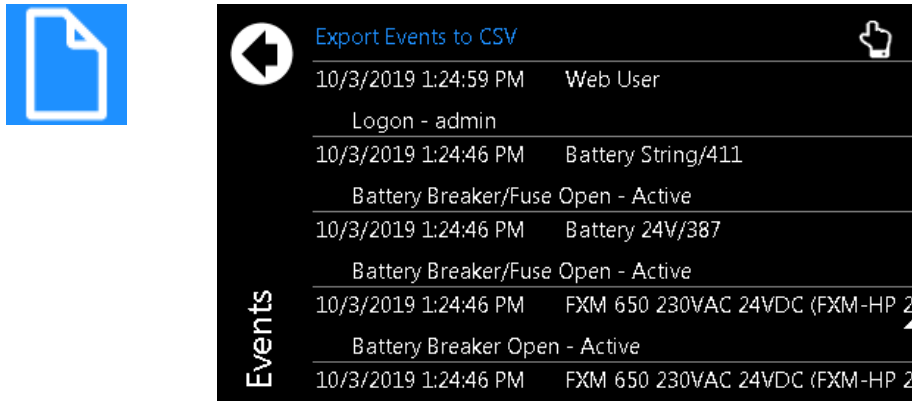 Export Events to CSV
10/3/2019 1:24:59 PM Web User
Logon - admin
10/3/2019 1:24:46 PM Battery String/411
Battery Breaker/Fuse Open - Active
10/3/2019 1:24:46 PM Battery 24V/387
Battery Breaker/Fuse Open - Active
10/3/2019 1:24:46 PM FXM 650 230VAC 24VDC (FXM-HP 2
Battery Breaker Open - Active
10/3/2019 1:24:46 PM FXM 650 230VAC 24VDC (FXM-HP 2
Events